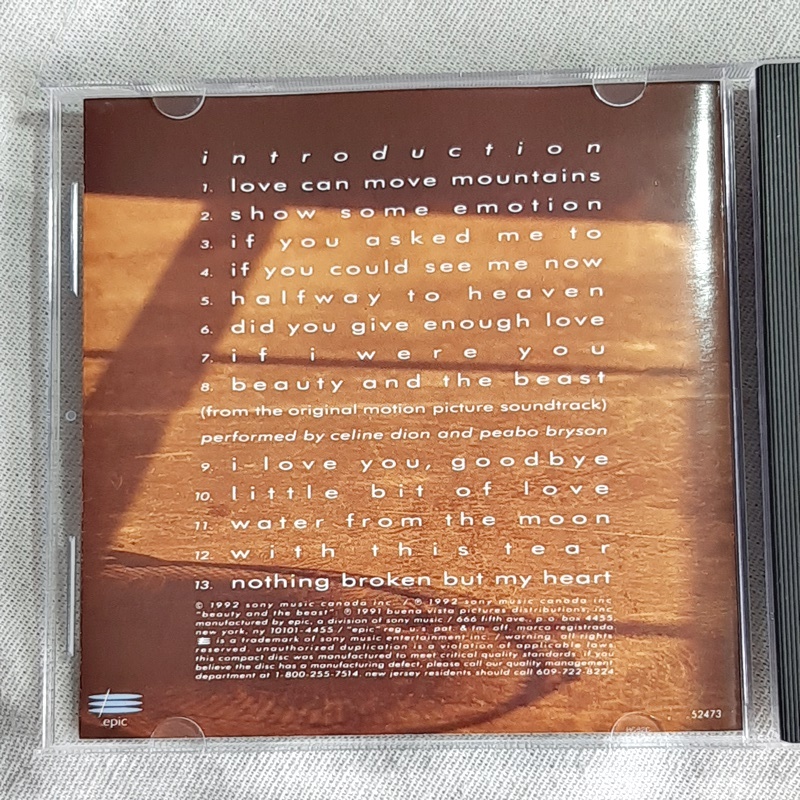 introduction
1. love can move mountains
2. show some emotion
3. if you asked me to
4. if you could see me now
5. halfway to heaven
6. did you give enough love
7. if i were you
8. beauty and the beast
(from the original motion picture soundtrack)
performed by celine dion and peabo bryson
9. i love you, goodbye
10. little bit of love
11. water from the moon
12. with this tear
13. nothing broken but my heart
© 1992 sony music canada inc. / ℗ 1992 sony music canada inc.
"beauty and the beast": ℗ 1991 buena vista pictures distributions, inc.
manufactured by epic, a division of sony music / 666 fifth ave., p.o. box 4455,
new york, ny 10101-4455 / "epic" reg. u.s. pat. & tm. off. marca registrada.
is a trademark of sony music entertainment inc. / warning: all rights
reserved. unauthorized duplication is a violation of applicable laws.
this compact disc was manufactured to meet critical quality standards. if you
believe the disc has a manufacturing defect, please call our quality management
department at 1-800-255-7514. new jersey residents should call 609-722-8224.
epic
52473